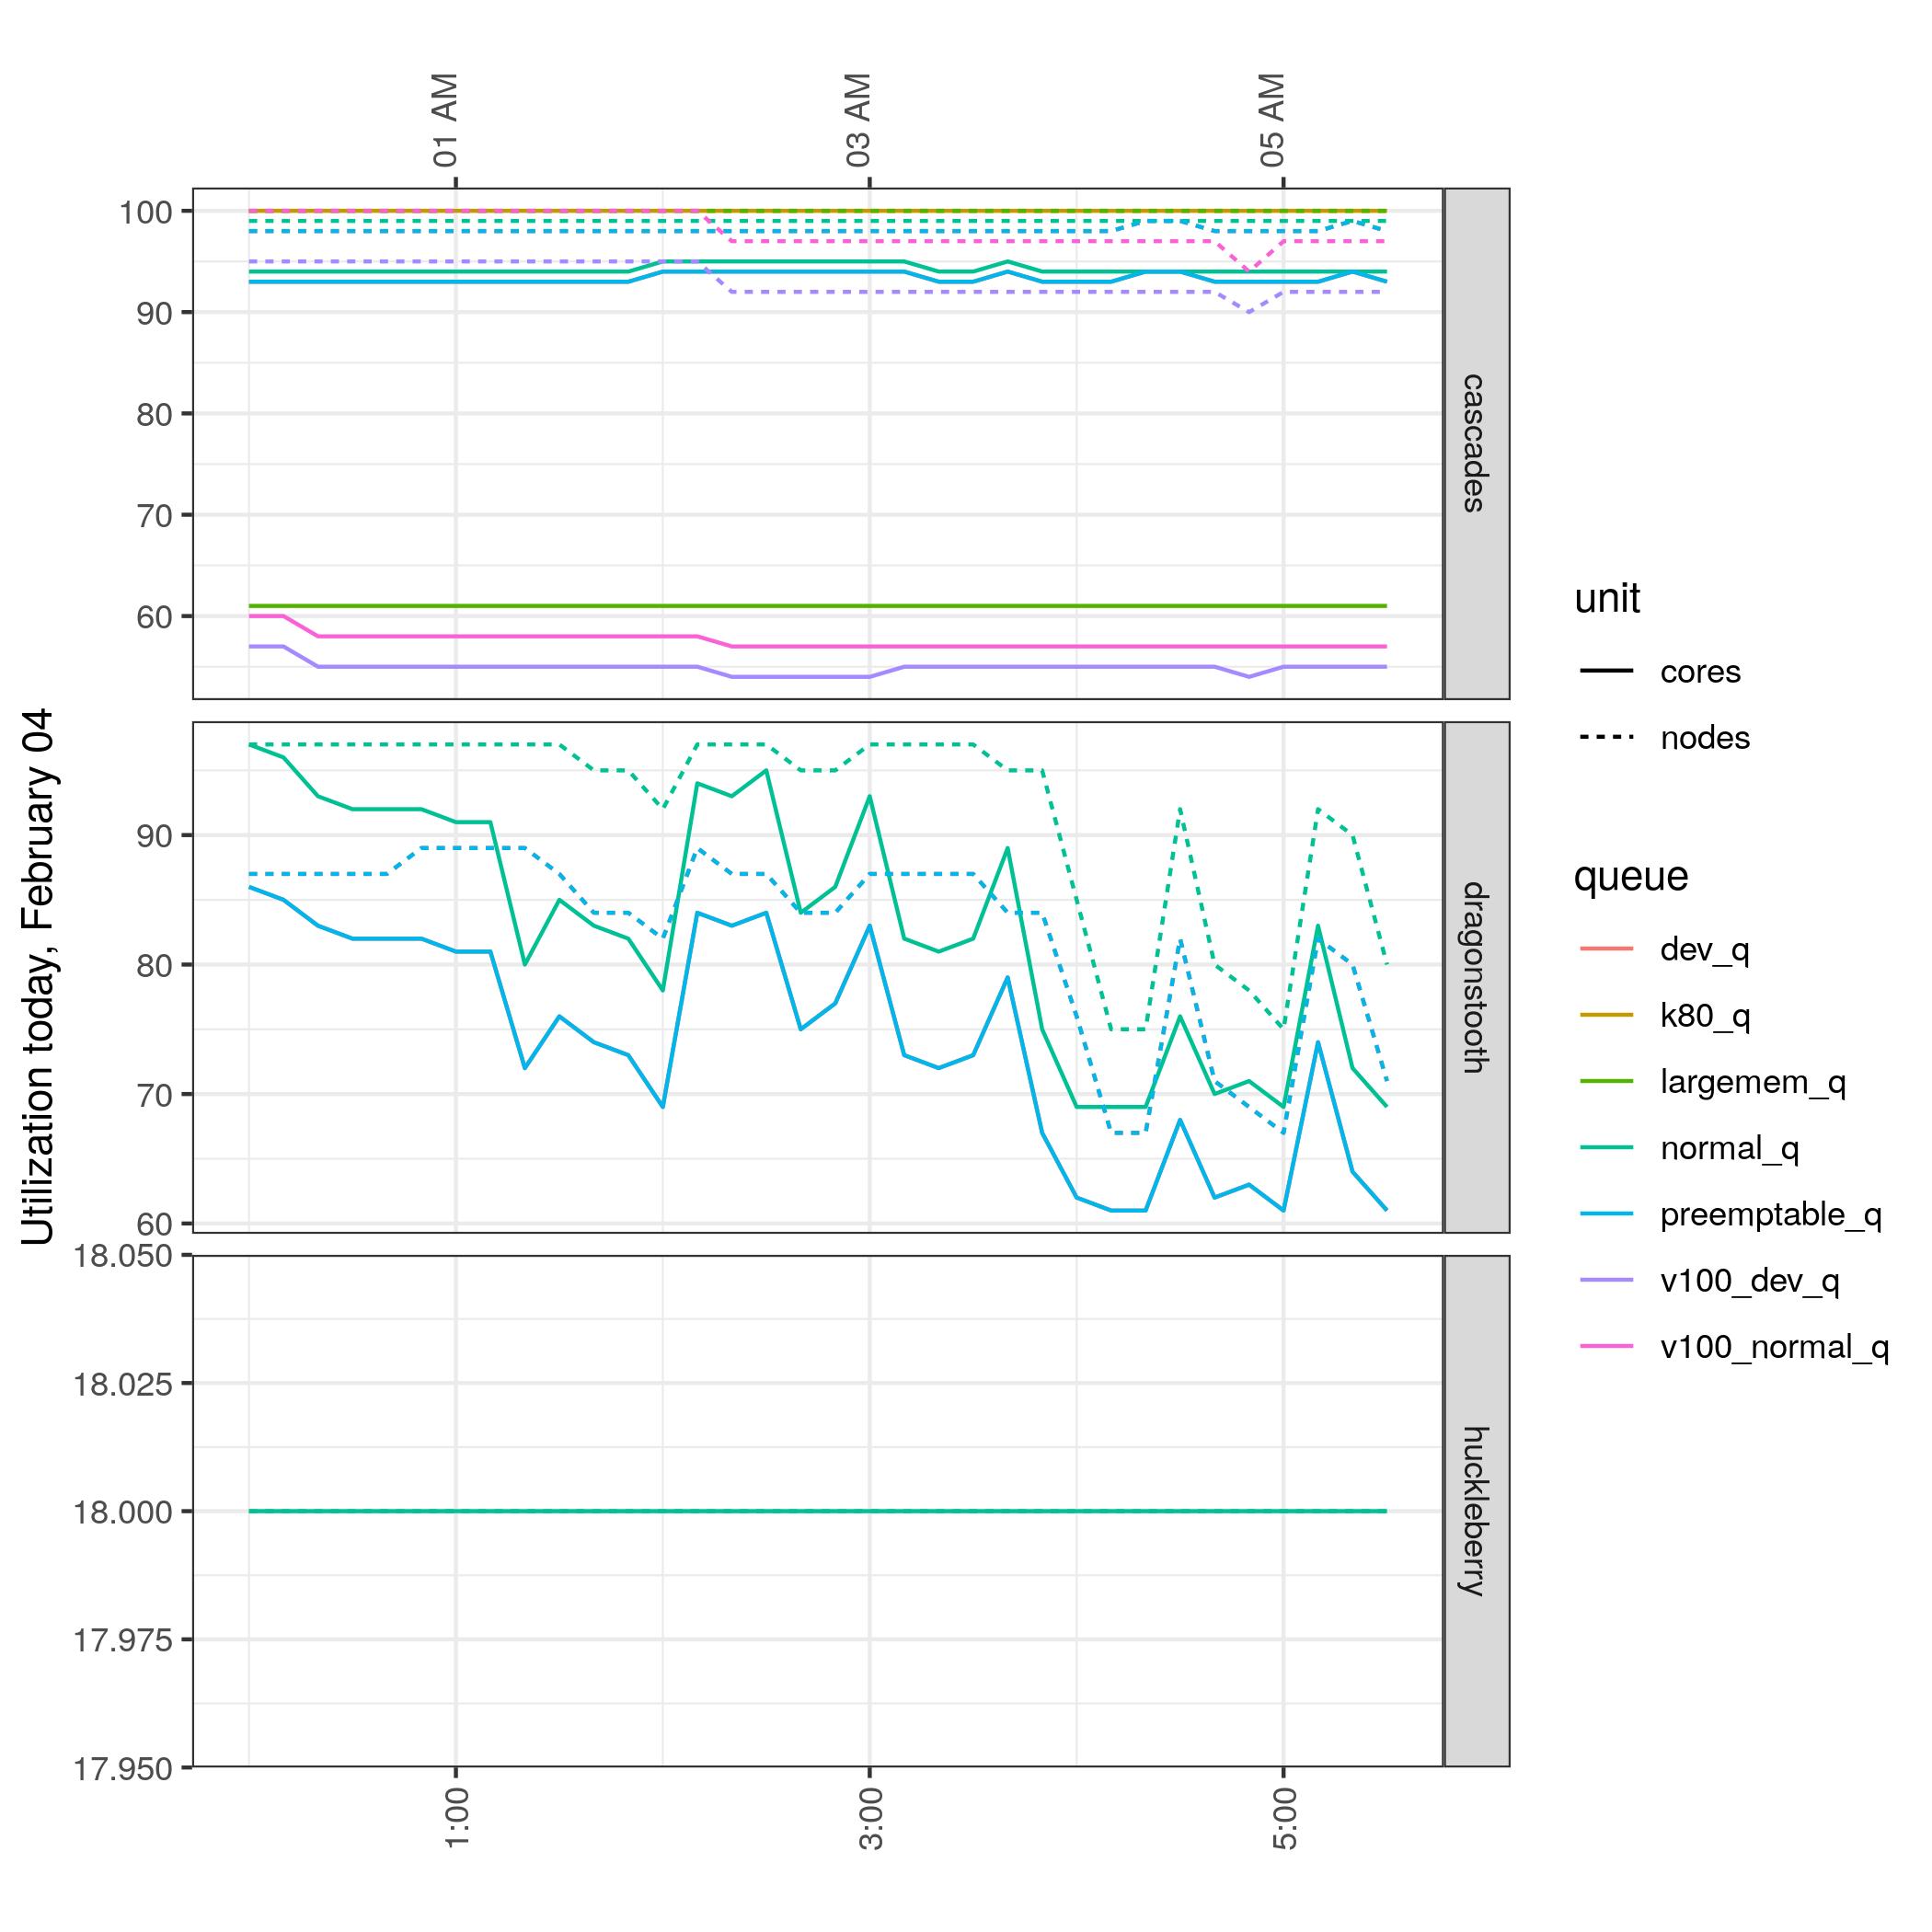 01 AM
03 AM
05 AM
Utilization today, February 04
100
90
80
70
60
cascades
90
80
70
60
dragonstooth
18.050
18.025
18.000
17.975
17.950
huckleberry
1:00
3:00
5:00
unit
cores
nodes
queue
dev_q
k80_q
largemem_q
normal_q
preemptable_q
v100_dev_q
v100_normal_q